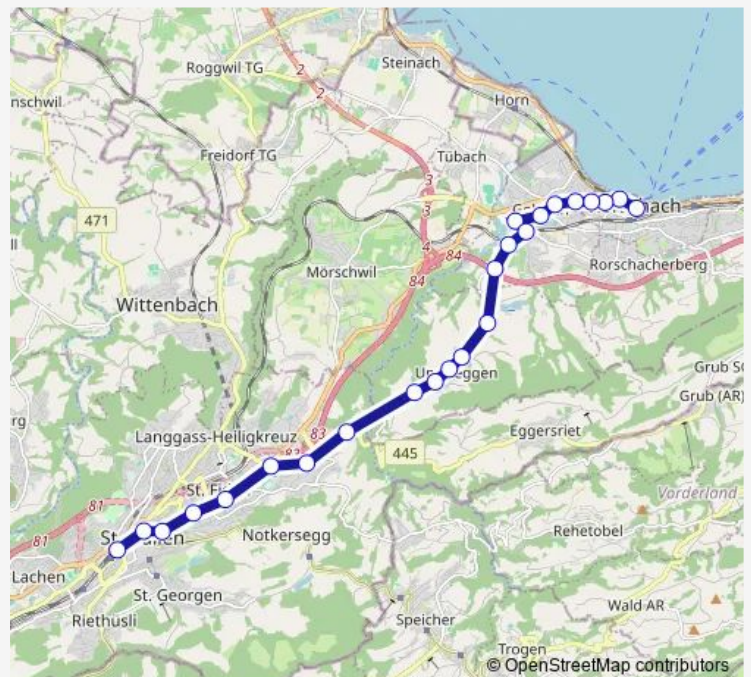 Roggwil TG
2
2
Steinach
nschwil
Horn
Freidorf TG
Tübach
3
3
471
4
84
Rorschacherberg
Mörschwil
84
Wittenbach
Grub
Grub (AR)
Langgass-Heiligkreuz
83
Eggersriet
445
Vorderland
81
Rehetobel
81
Notkersegg
Lachen
St. Georgen
Wald AR
Riethüsli
Speicher
Trogen
© OpenStreetMap contributors